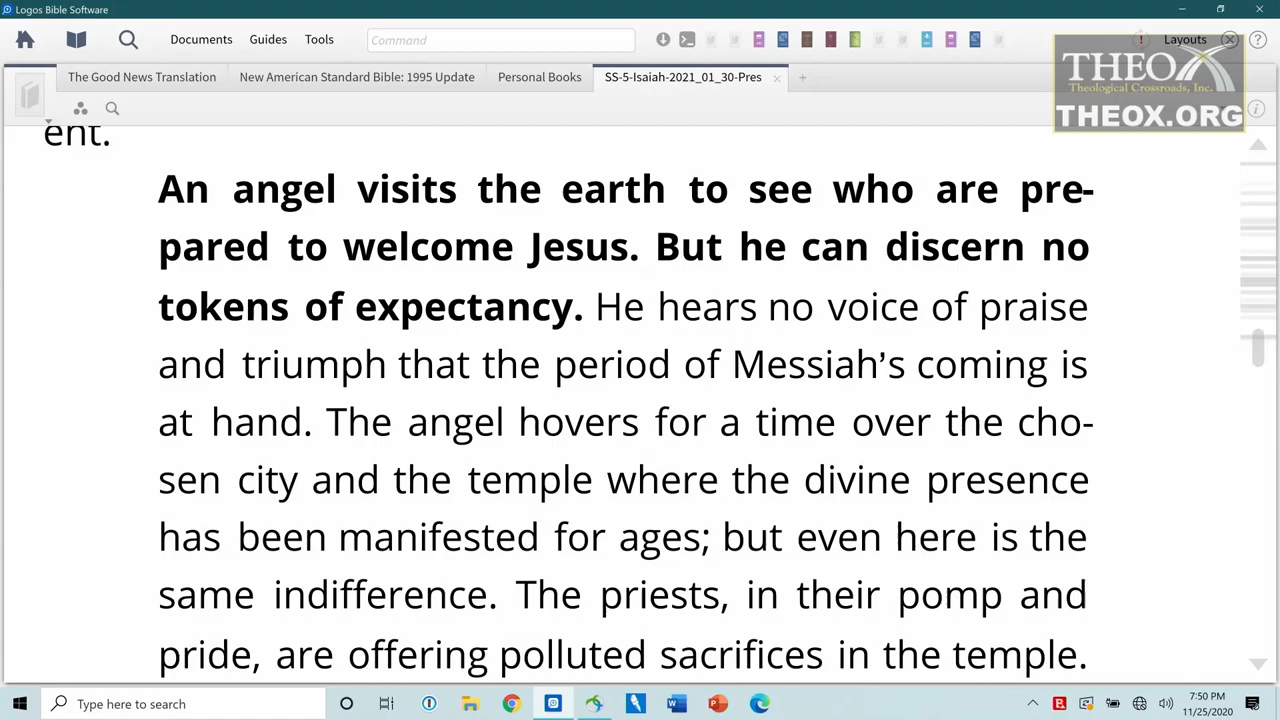 Logos Bible Software
Documents Guides Tools Command Layouts
The Good News Translation New American Standard Bible: 1995 Update Personal Books SS-5-Isaiah-2021_01_30-Pres
THEOX
Theological Crossroads, Inc.
THEOX.ORG
ent.
An angel visits the earth to see who are pre-
pared to welcome Jesus. But he can discern no
tokens of expectancy. He hears no voice of praise
and triumph that the period of Messiah's coming is
at hand. The angel hovers for a time over the cho-
sen city and the temple where the divine presence
has been manifested for ages; but even here is the
same indifference. The priests, in their pomp and
pride, are offering polluted sacrifices in the temple.
Type here to search
7:50 PM
11/25/2020